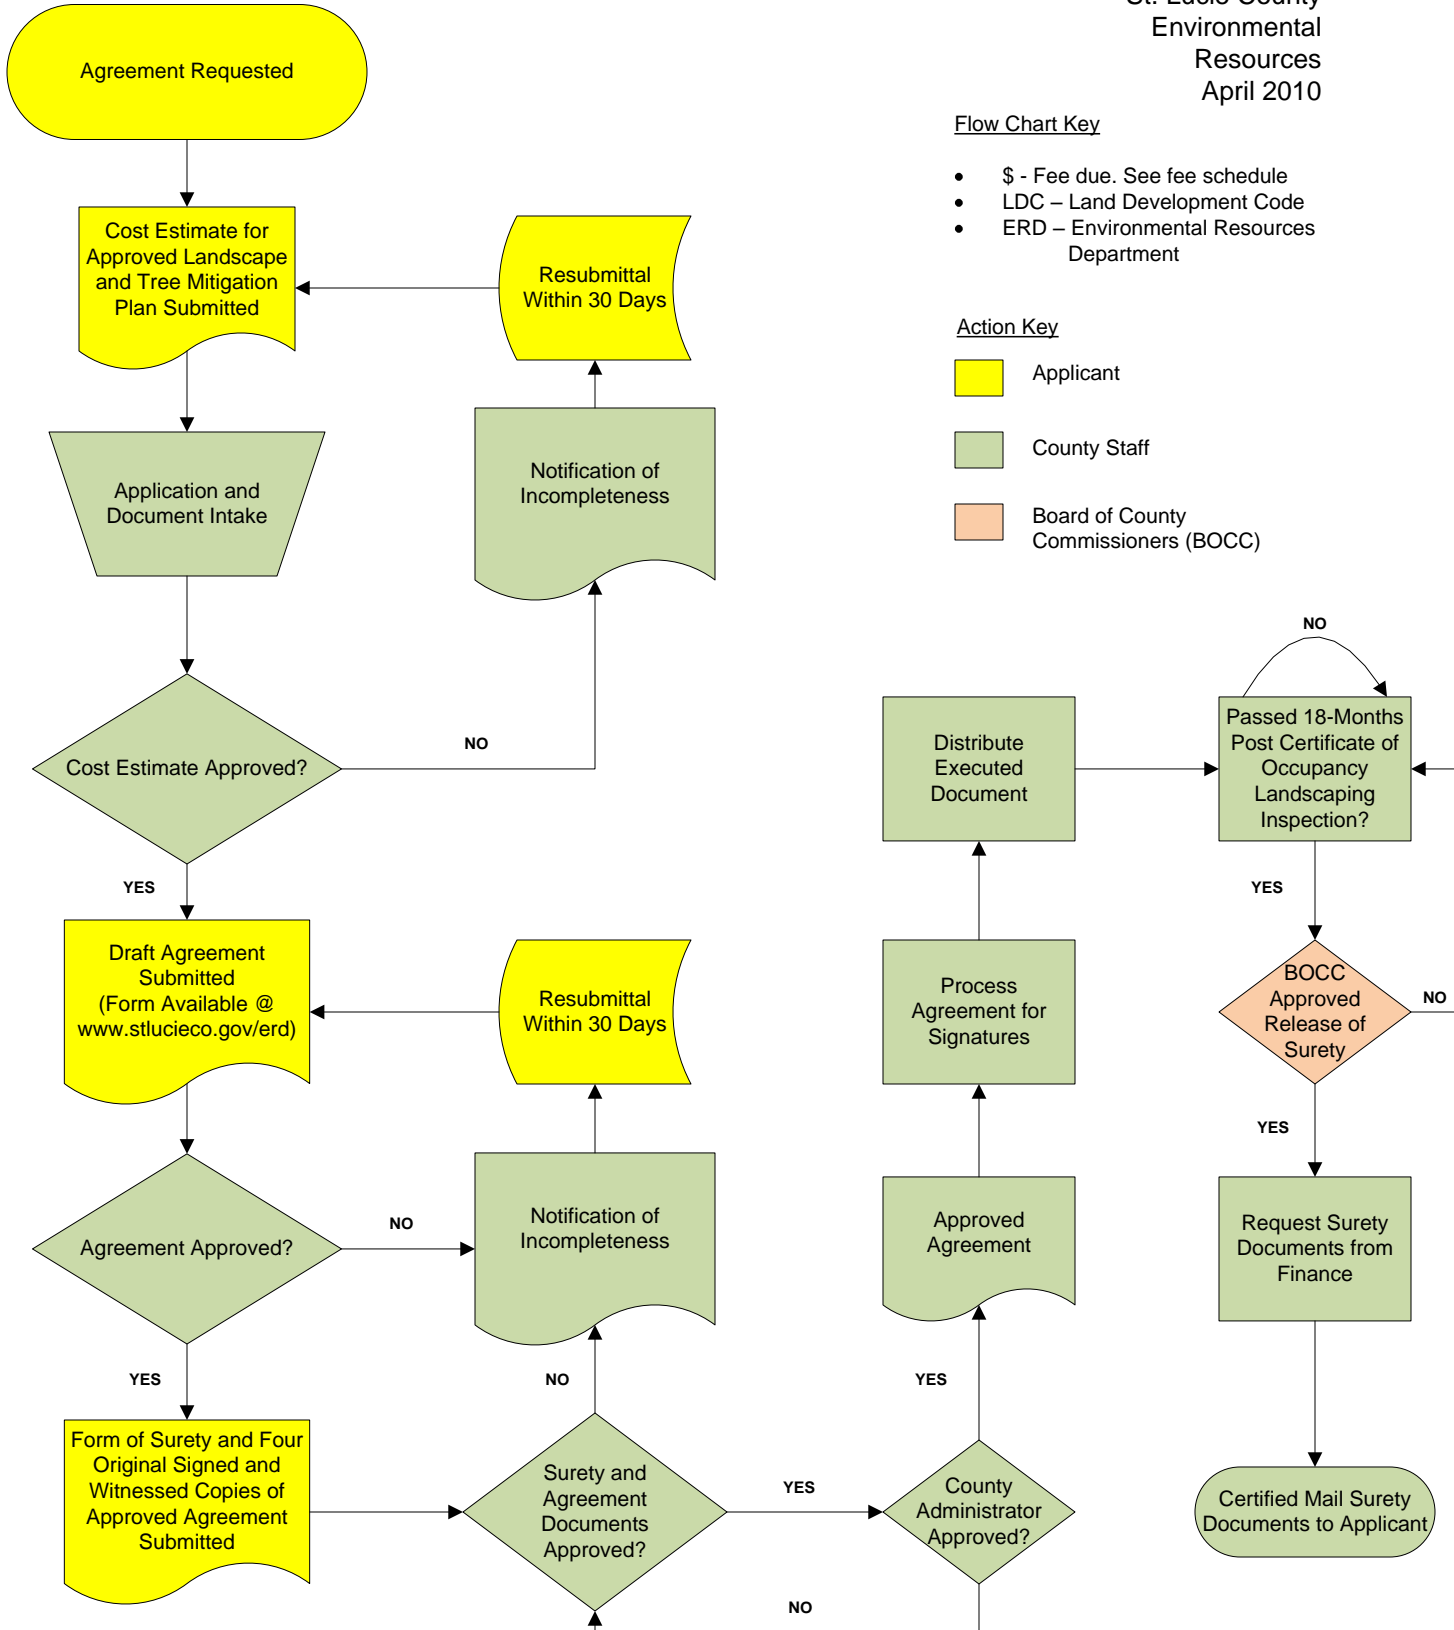 St. Lucie County
Environmental
Resources
April 2010
Flow Chart Key
• $ - Fee due. See fee schedule
• LDC – Land Development Code
• ERD – Environmental Resources
Department
Action Key
Applicant
County Staff
Board of County
Commissioners (BOCC)
Agreement Requested
Cost Estimate for
Approved Landscape
and Tree Mitigation
Plan Submitted
Resubmittal
Within 30 Days
Application and
Document Intake
Notification of
Incompleteness
Cost Estimate Approved?
NO
YES
Draft Agreement
Submitted
(Form Available @
www.stlucieco.gov/erd)
Resubmittal
Within 30 Days
Agreement Approved?
NO
Notification of
Incompleteness
YES
NO
Form of Surety and Four
Original Signed and
Witnessed Copies of
Approved Agreement
Submitted
Surety and
Agreement
Documents
Approved?
YES
County
Administrator
Approved?
NO
YES
Approved
Agreement
Process
Agreement for
Signatures
Distribute
Executed
Document
NO
Passed 18-Months
Post Certificate of
Occupancy
Landscaping
Inspection?
YES
BOCC
Approved
Release of
Surety
NO
YES
Request Surety
Documents from
Finance
Certified Mail Surety
Documents to Applicant